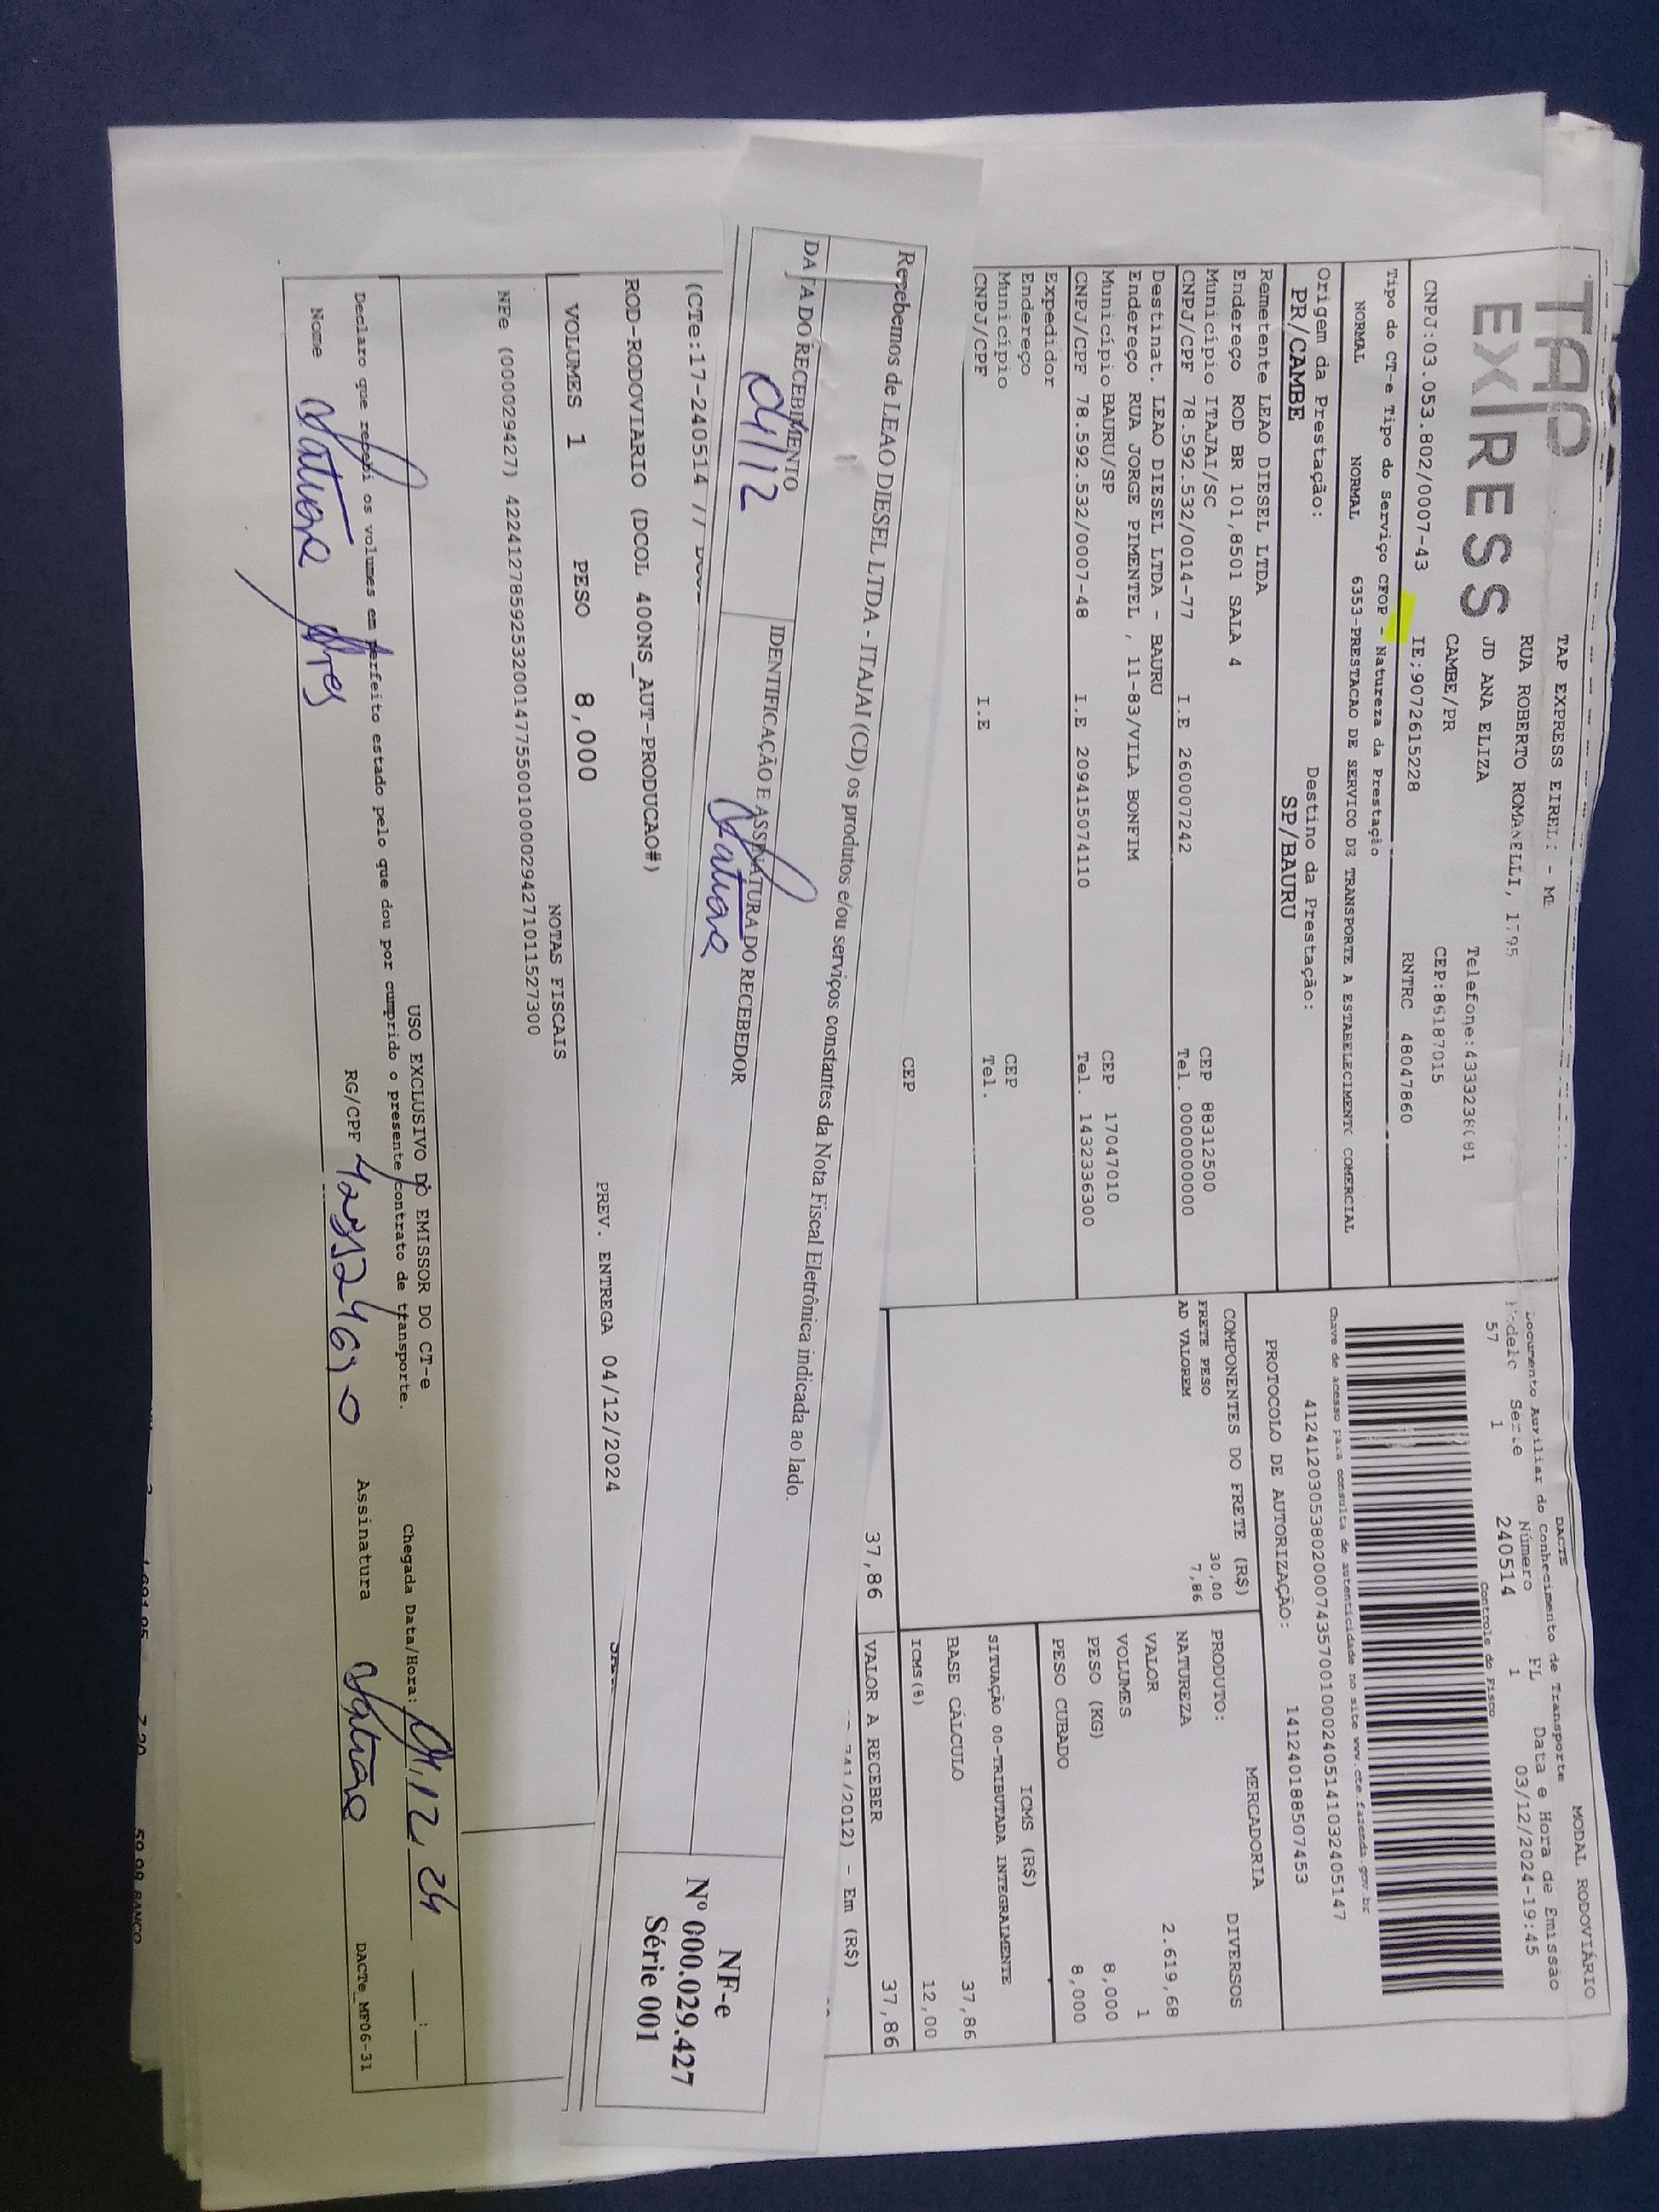 TAP
EXPRESS
TAP EXPRESS EIRELI - ME
RUA ROBERTO ROMANELLI, 1795
JD ANA ELIZA
Telefone:4333236081
CAMBE/PR
CEP:86187015
CNPJ:03.053.802/0007-43
IE:9072615228
RNTRC 48047860
DACTE
MODAL RODOVIÁRIO
Documento Auxiliar do Conhecimento de Transporte
Modelo Serie Número FL Data e Hora de Emissão
57 1 240514 1 03/12/2024-19:45
Controle do Fisco
Chave de acesso para consulta de autenticidade no site www.cte.fazenda.gov.br
41241203053802000743570010002405141032405147
PROTOCOLO DE AUTORIZAÇÃO: 141240188507453
Tipo do CT-e Tipo do Serviço CFOP - Natureza da Prestação
NORMAL NORMAL 6353-PRESTACAO DE SERVICO DE TRANSPORTE A ESTABELECIMENTO COMERCIAL
Origem da Prestação: Destino da Prestação:
PR/CAMBE SP/BAURU
Remetente LEAO DIESEL LTDA
Endereço ROD BR 101,8501 SALA 4
Município ITAJAI/SC CEP 88312500
CNPJ/CPF 78.592.532/0014-77 I.E 260007242 Tel. 00000000000
Destinat. LEAO DIESEL LTDA - BAURU
Endereço RUA JORGE PIMENTEL , 11-83/VILA BONFIM
Município BAURU/SP CEP 17047010
CNPJ/CPF 78.592.532/0007-48 I.E 209415074110 Tel. 1432336300
Expedidor
Endereço
Município CEP
CNPJ/CPF I.E Tel.
CEP
COMPONENTES DO FRETE (R$)
FRETE PESO 30,00
AD VALOREM 7,86
37,86
MERCADORIA
PRODUTO: DIVERSOS
NATUREZA
VALOR 2.619,68
VOLUMES 1
PESO (KG) 8,000
PESO CUBADO 8,000
ICMS (R$)
SITUAÇÃO 00-TRIBUTADA INTEGRALMENTE
BASE CÁLCULO 37,86
ICMS(%) 12,00
VALOR A RECEBER 37,86
741/2012) - Em (R$)
Recebemos de LEAO DIESEL LTDA - ITAJAI (CD) os produtos e/ou serviços constantes da Nota Fiscal Eletrônica indicada ao lado.
DATA DO RECEBIMENTO
IDENTIFICAÇÃO E ASSINATURA DO RECEBEDOR
04/12
NF-e
Nº 000.029.427
Série 001
(CTe:17-240514 //
ROD-RODOVIARIO (DCOL 400NS_AUT-PRODUCAO#)
PREV. ENTREGA 04/12/2024
VOLUMES 1 PESO 8,000
NOTAS FISCAIS
NFe (000029427) 42241278592532001477550010000294271011527300
USO EXCLUSIVO DO EMISSOR DO CT-e
Declaro que recebi os volumes em perfeito estado pelo que dou por cumprido o presente contrato de transporte.
Chegada Data/Hora: 04,12,24 __:__
Nome
RG/CPF
Assinatura
DACTe_MF06-31